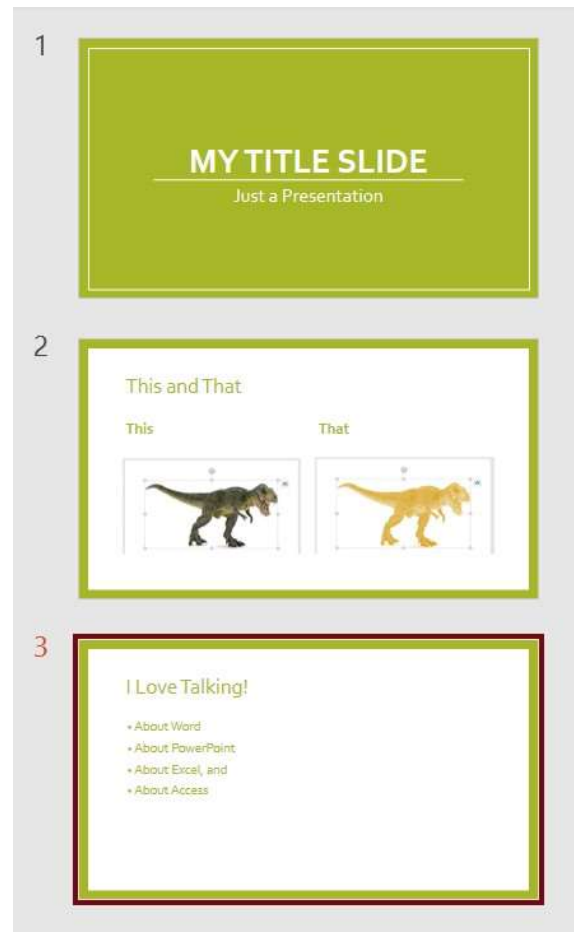 1
MY TITLE SLIDE
Just a Presentation
2
This and That
This That
3
I Love Talking!
• About Word
• About PowerPoint
• About Excel, and
• About Access